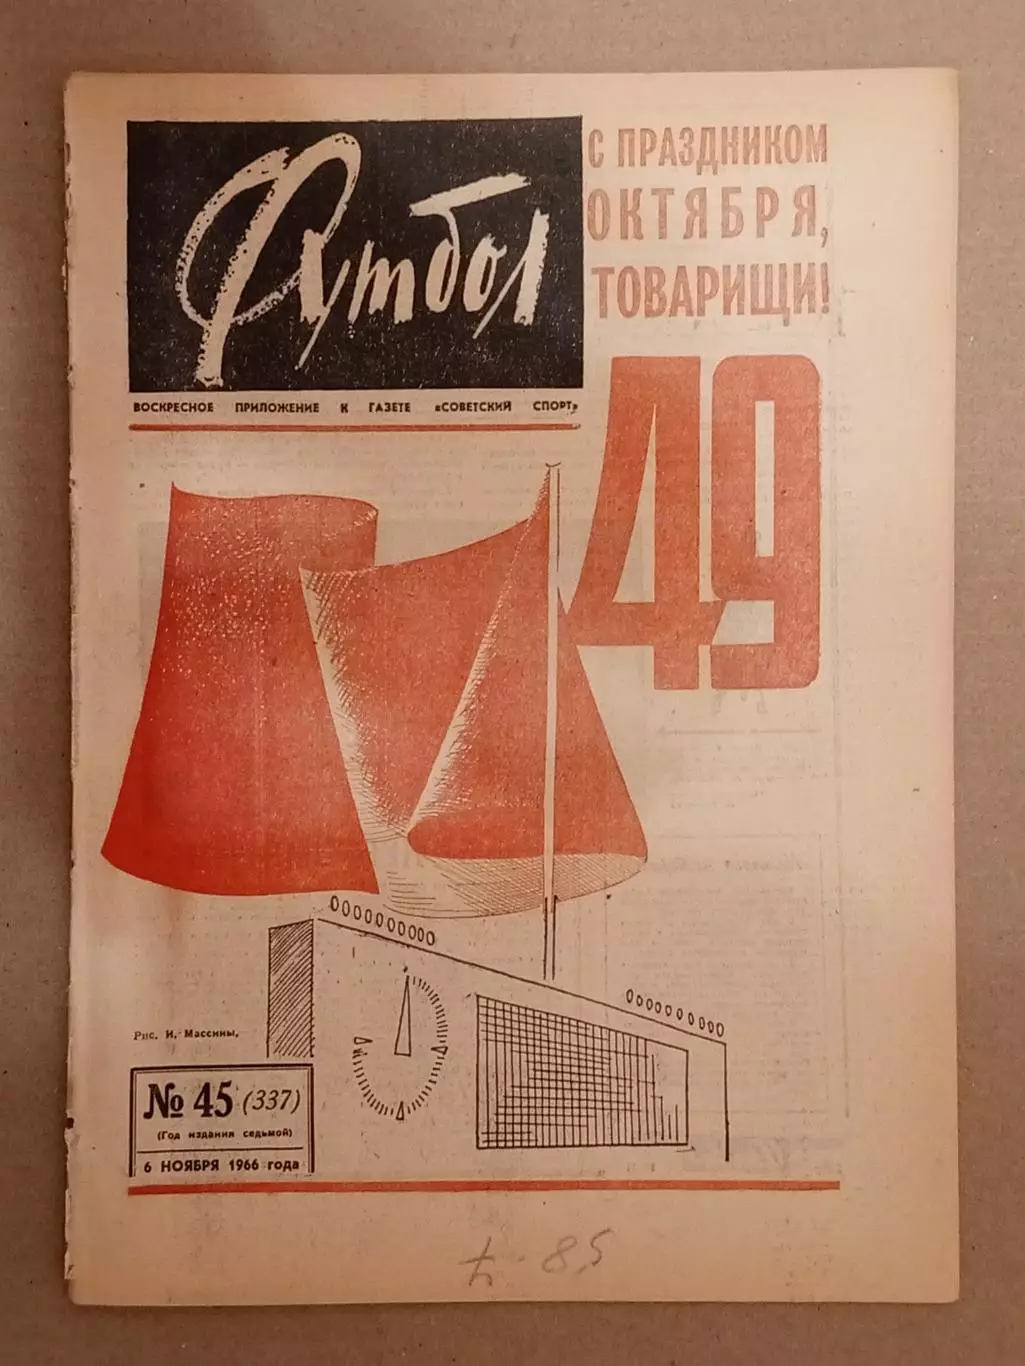 Футбол
ВОСКРЕСНОЕ ПРИЛОЖЕНИЕ К ГАЗЕТЕ «СОВЕТСКИЙ СПОРТ»
С ПРАЗДНИКОМ
ОКТЯБРЯ,
ТОВАРИЩИ!
49
Рис. И. Массины.
№ 45 (337)
(Год издания седьмой)
6 НОЯБРЯ 1966 года